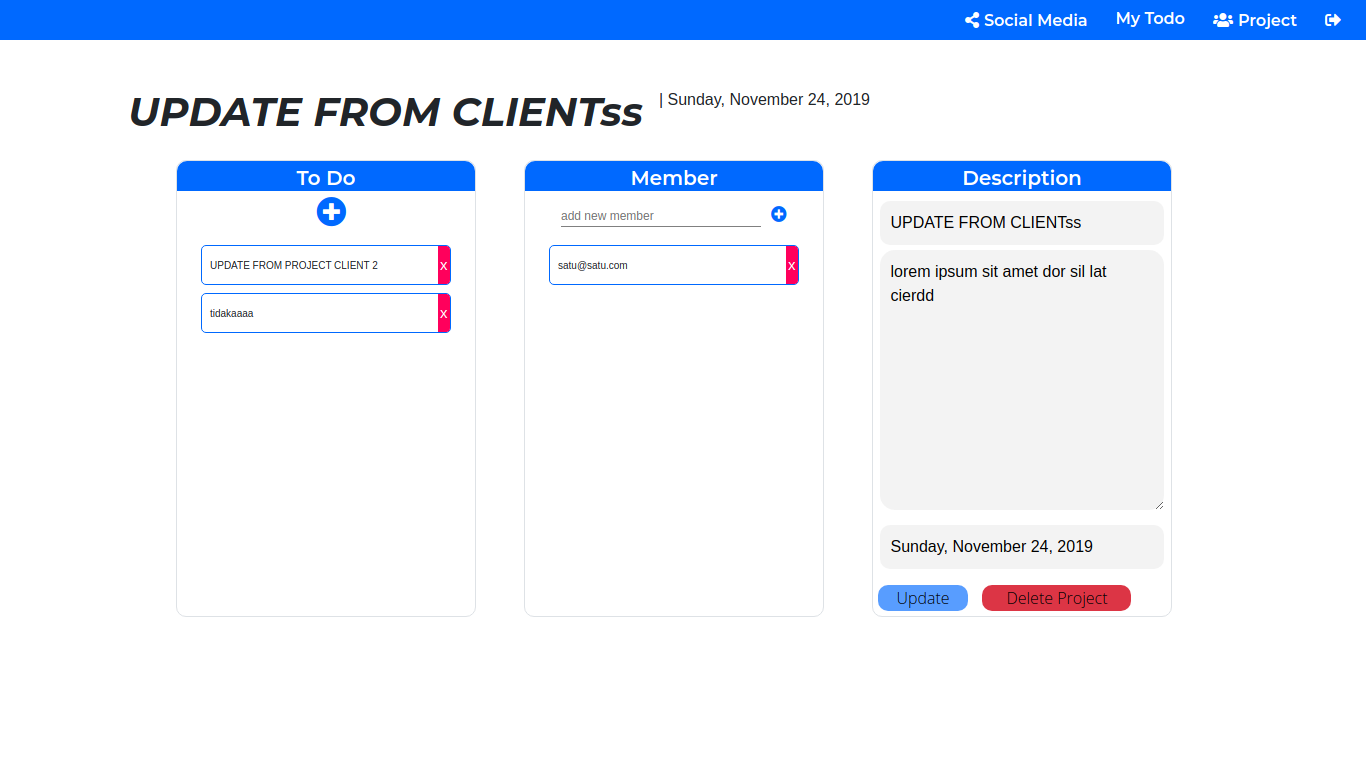 Social Media My Todo Project
UPDATE FROM CLIENTss | Sunday, November 24, 2019
To Do
UPDATE FROM PROJECT CLIENT 2 x
tidakaaaa x
Member
add new member
satu@satu.com x
Description
UPDATE FROM CLIENTss
lorem ipsum sit amet dor sil lat
cierdd
Sunday, November 24, 2019
Update Delete Project